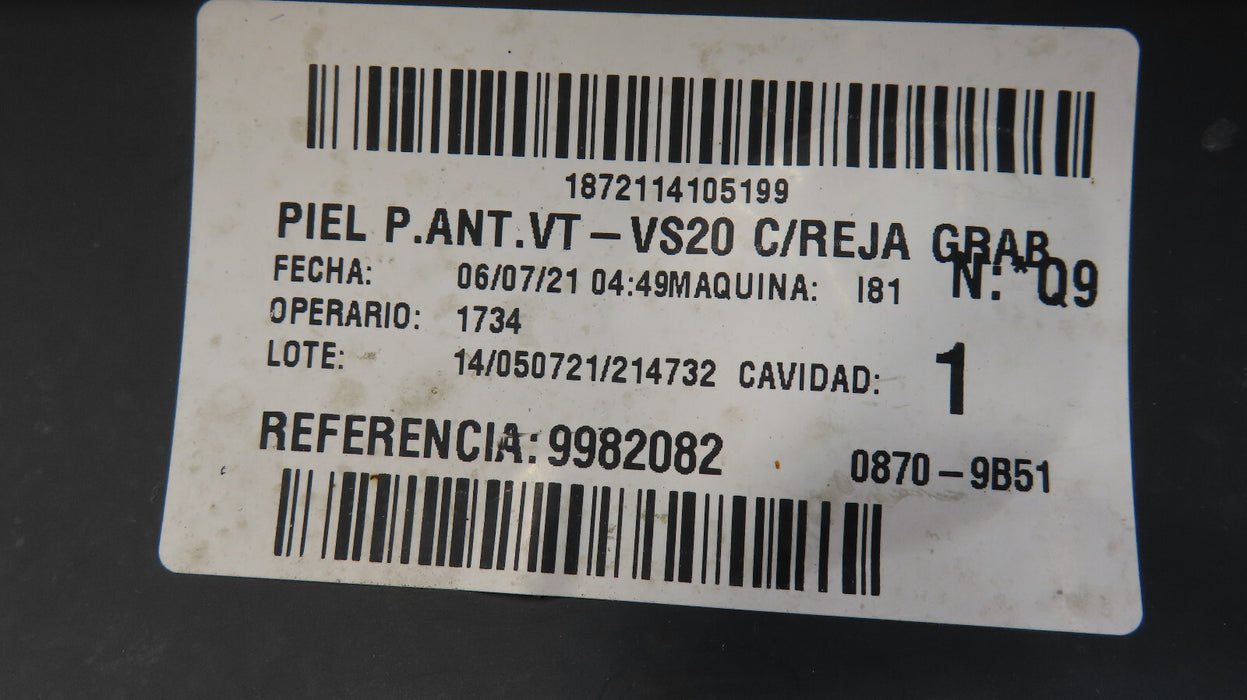 1872114105199
PIEL P.ANT.VT-VS20 C/REJA GRAB
N:*Q9
FECHA: 06/07/21 04:49MAQUINA: I81
OPERARIO: 1734
LOTE: 14/050721/214732 CAVIDAD: 1
REFERENCIA: 9982082 0870-9B51